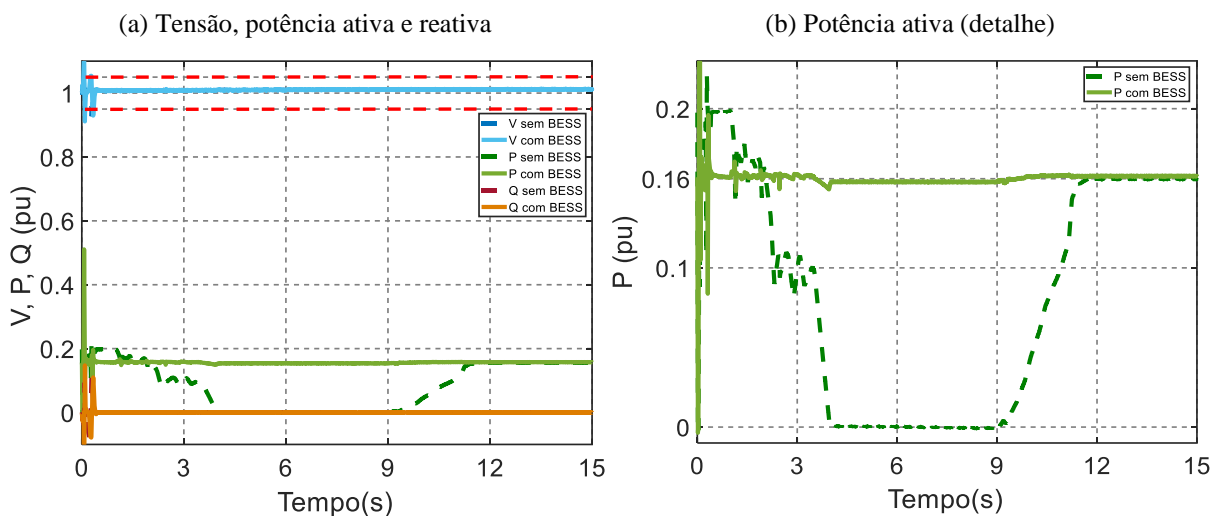 (a) Tensão, potência ativa e reativa
V, P, Q (pu)
1
0.8
0.6
0.4
0.2
0
V sem BESS
V com BESS
P sem BESS
P com BESS
Q sem BESS
Q com BESS
0 3 6 9 12 15
Tempo(s)
(b) Potência ativa (detalhe)
P (pu)
0.2
0.16
0.1
0
P sem BESS
P com BESS
0 3 6 9 12 15
Tempo(s)